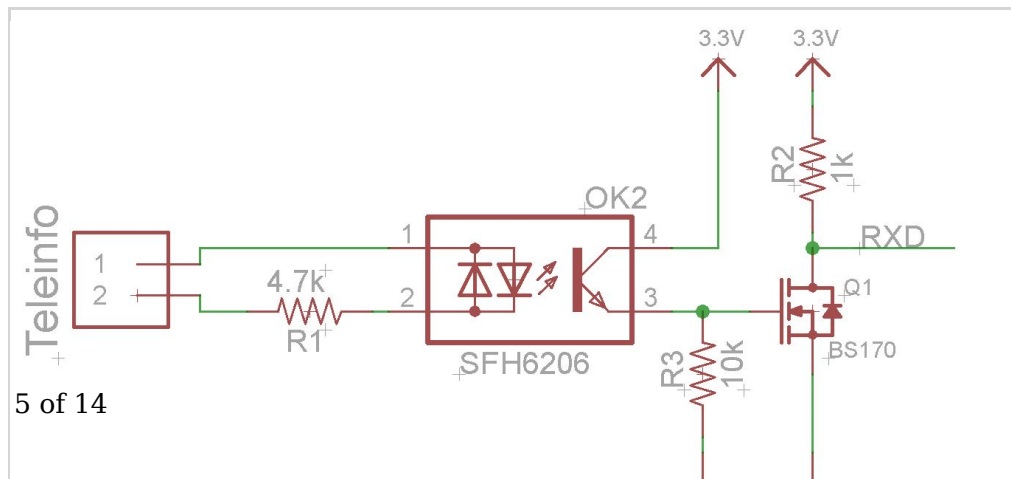 3.3V 3.3V
R2
1k
OK2
Teleinfo
1
2
1
4
RXD
4.7k
R1
2
3
Q1
SFH6206
R3
10k
BS170
5 of 14